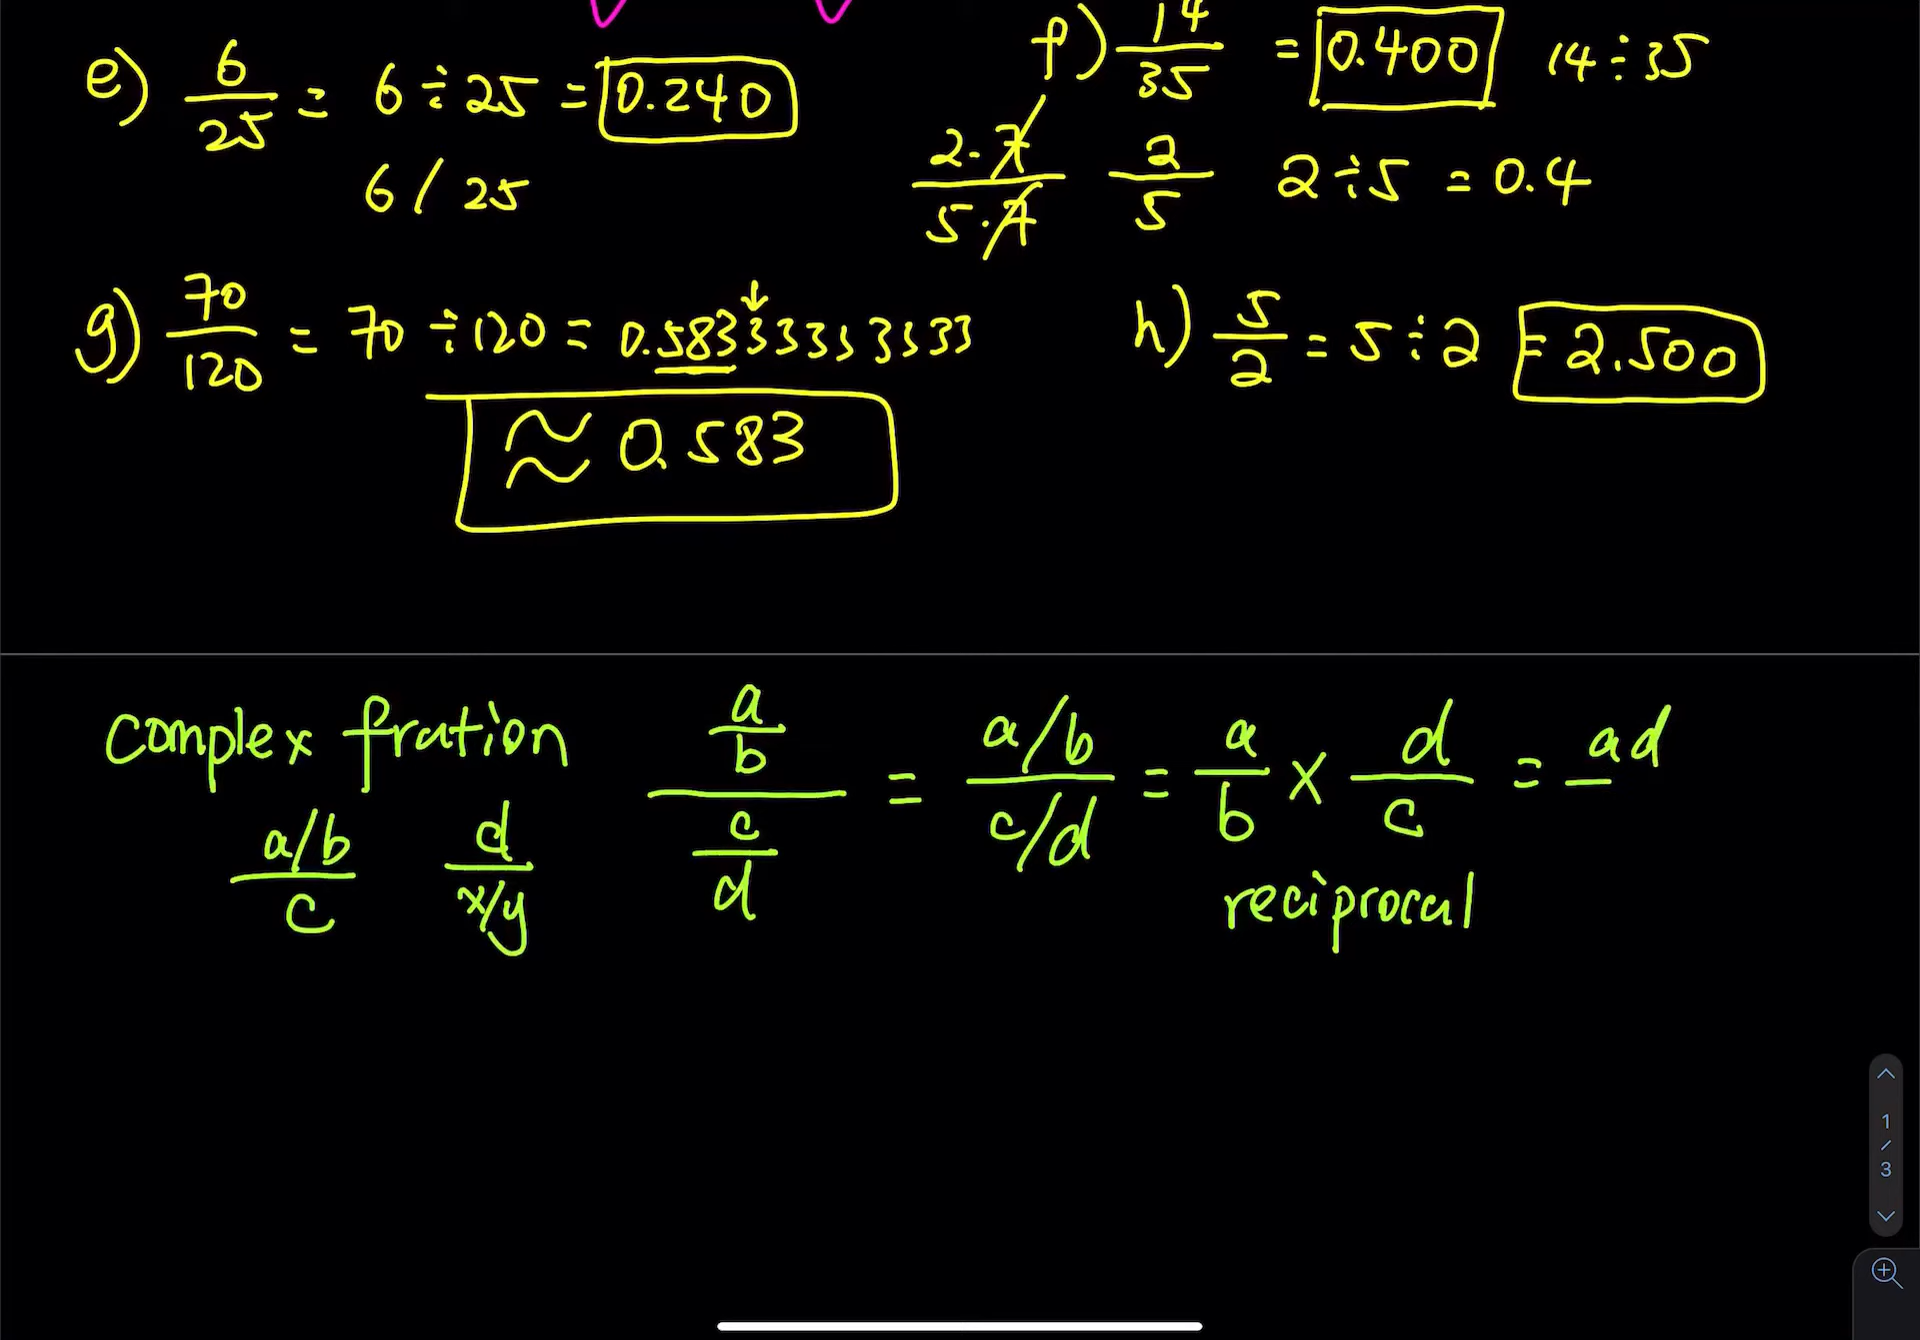 e) 6/25 = 6 ÷ 25 = 0.240
6 / 25
f) 14/35 = 0.400 14 ÷ 35
2·7/5·7 2/5 2 ÷ 5 = 0.4
g) 70/120 = 70 ÷ 120 = 0.5833333333
≈ 0.583
h) 5/2 = 5 ÷ 2 = 2.500
complex fration
a/b/c d/x/y
a/b/c/d = a/b/c/d = a/b × d/c = ad
reciprocal
1
/
3